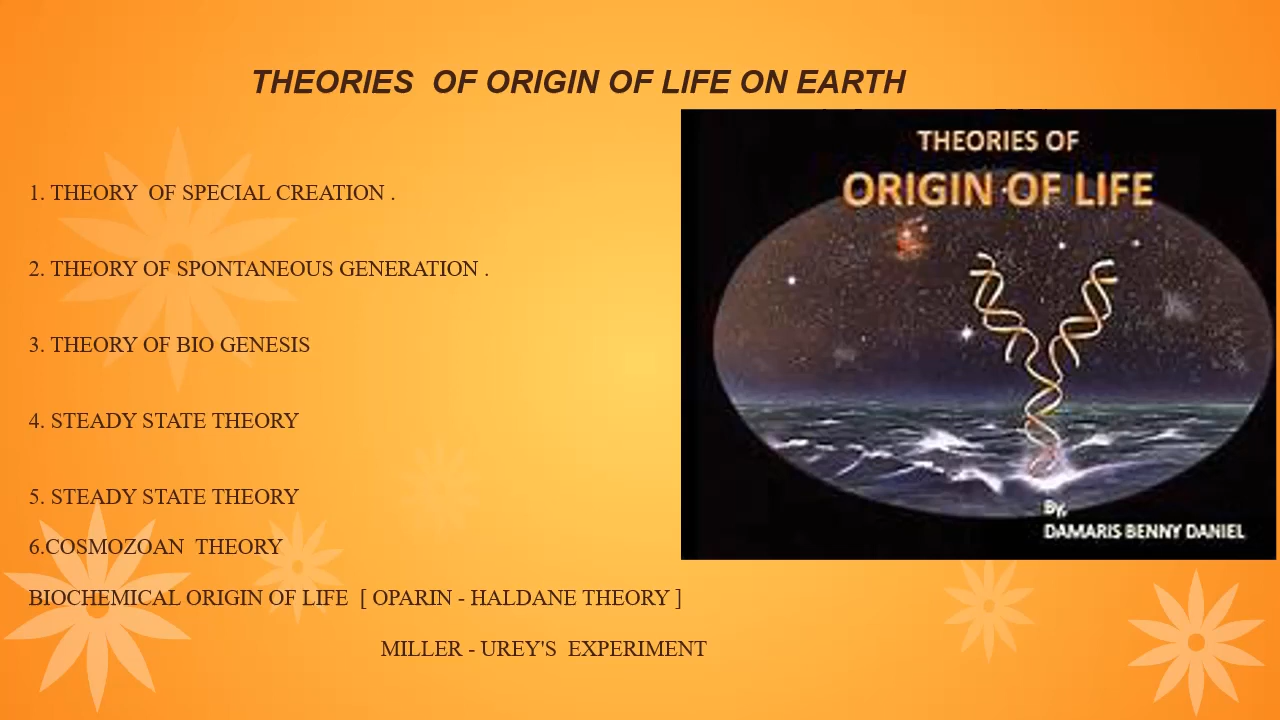 THEORIES  OF ORIGIN OF LIFE ON EARTH
1. THEORY  OF SPECIAL CREATION .
2. THEORY OF SPONTANEOUS GENERATION .
3. THEORY OF BIO GENESIS
4. STEADY STATE THEORY
5. STEADY STATE THEORY
6.COSMOZOAN  THEORY
BIOCHEMICAL ORIGIN OF LIFE  [ OPARIN - HALDANE THEORY ]
MILLER - UREY'S  EXPERIMENT
THEORIES OF
ORIGIN OF LIFE
By,
DAMARIS BENNY DANIEL